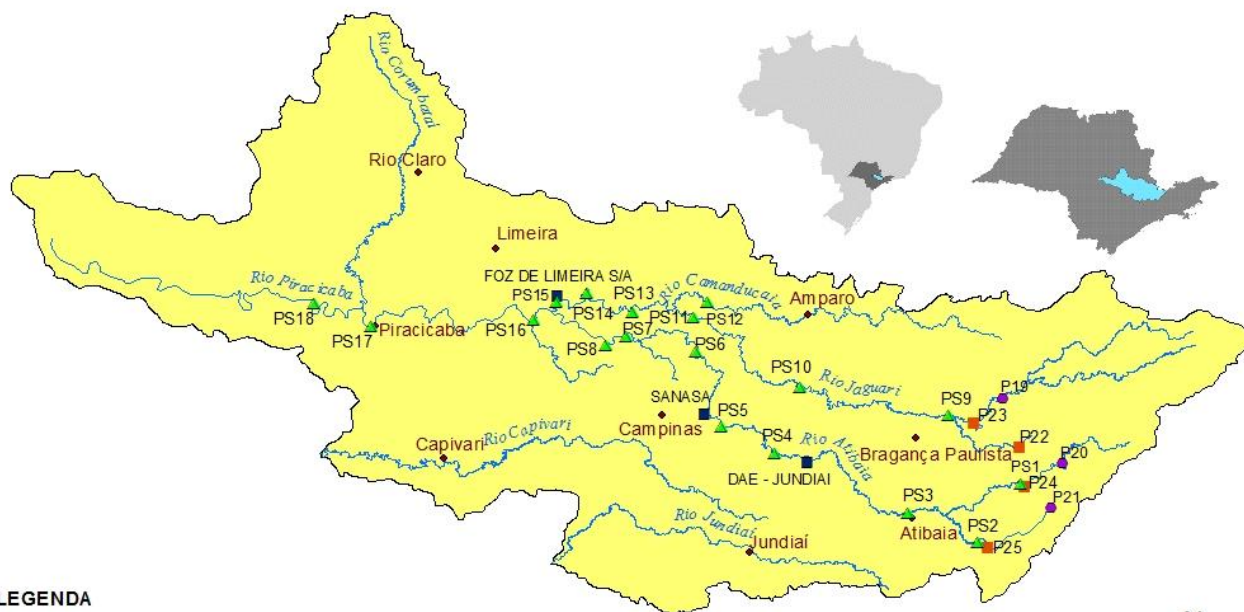 Rio Corumbataí
Rio Claro
Limeira
FOZ DE LIMEIRA S/A
Rio Piracicaba
PS18
PS17
Piracicaba
PS16
PS15
PS14
PS13
Rio Camanducaia
Amparo
PS11
PS12
PS7
PS8
PS6
PS10
Rio Jaguari
PS9
P19
P23
P22
SANASA
PS5
Campinas
PS4
Rio Atibaia
DAE - JUNDIAI
Bragança Paulista
P20
PS1
P24
P21
Capivari
Rio Capivari
PS3
Atibaia
PS2
P25
Rio Jundiaí
Jundiaí
LEGENDA